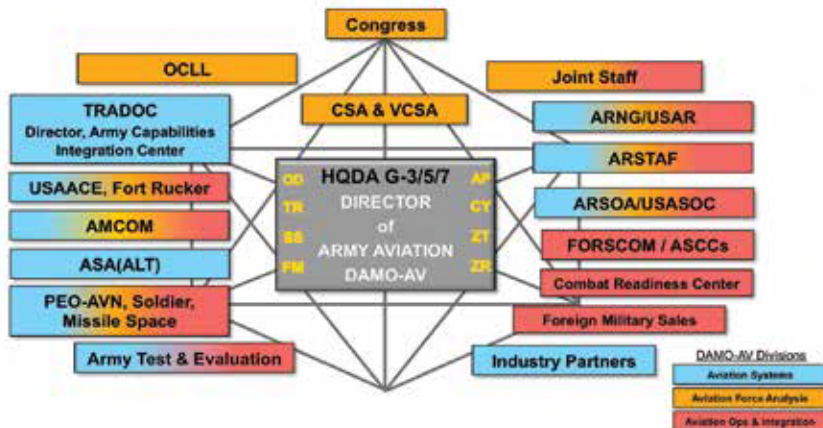 Congress
OCLL
Joint Staff
TRADOC
Director, Army Capabilities
Integration Center
CSA & VCSA
ARNG/USAR
USAACE, Fort Rucker
AMCOM
ASA(ALT)
PEO-AVN, Soldier,
Missile Space
Army Test & Evaluation
OD
TR
SS
FM
HQDA G-3/5/7
DIRECTOR
of
ARMY AVIATION
DAMO-AV
AP
CY
ZT
ZR
ARSTAF
ARSOA/USASOC
FORSCOM / ASCCs
Combat Readiness Center
Foreign Military Sales
Industry Partners
DAMO-AV Divisions
Aviation Systems
Aviation Force Analysis
Aviation Ops & Integration